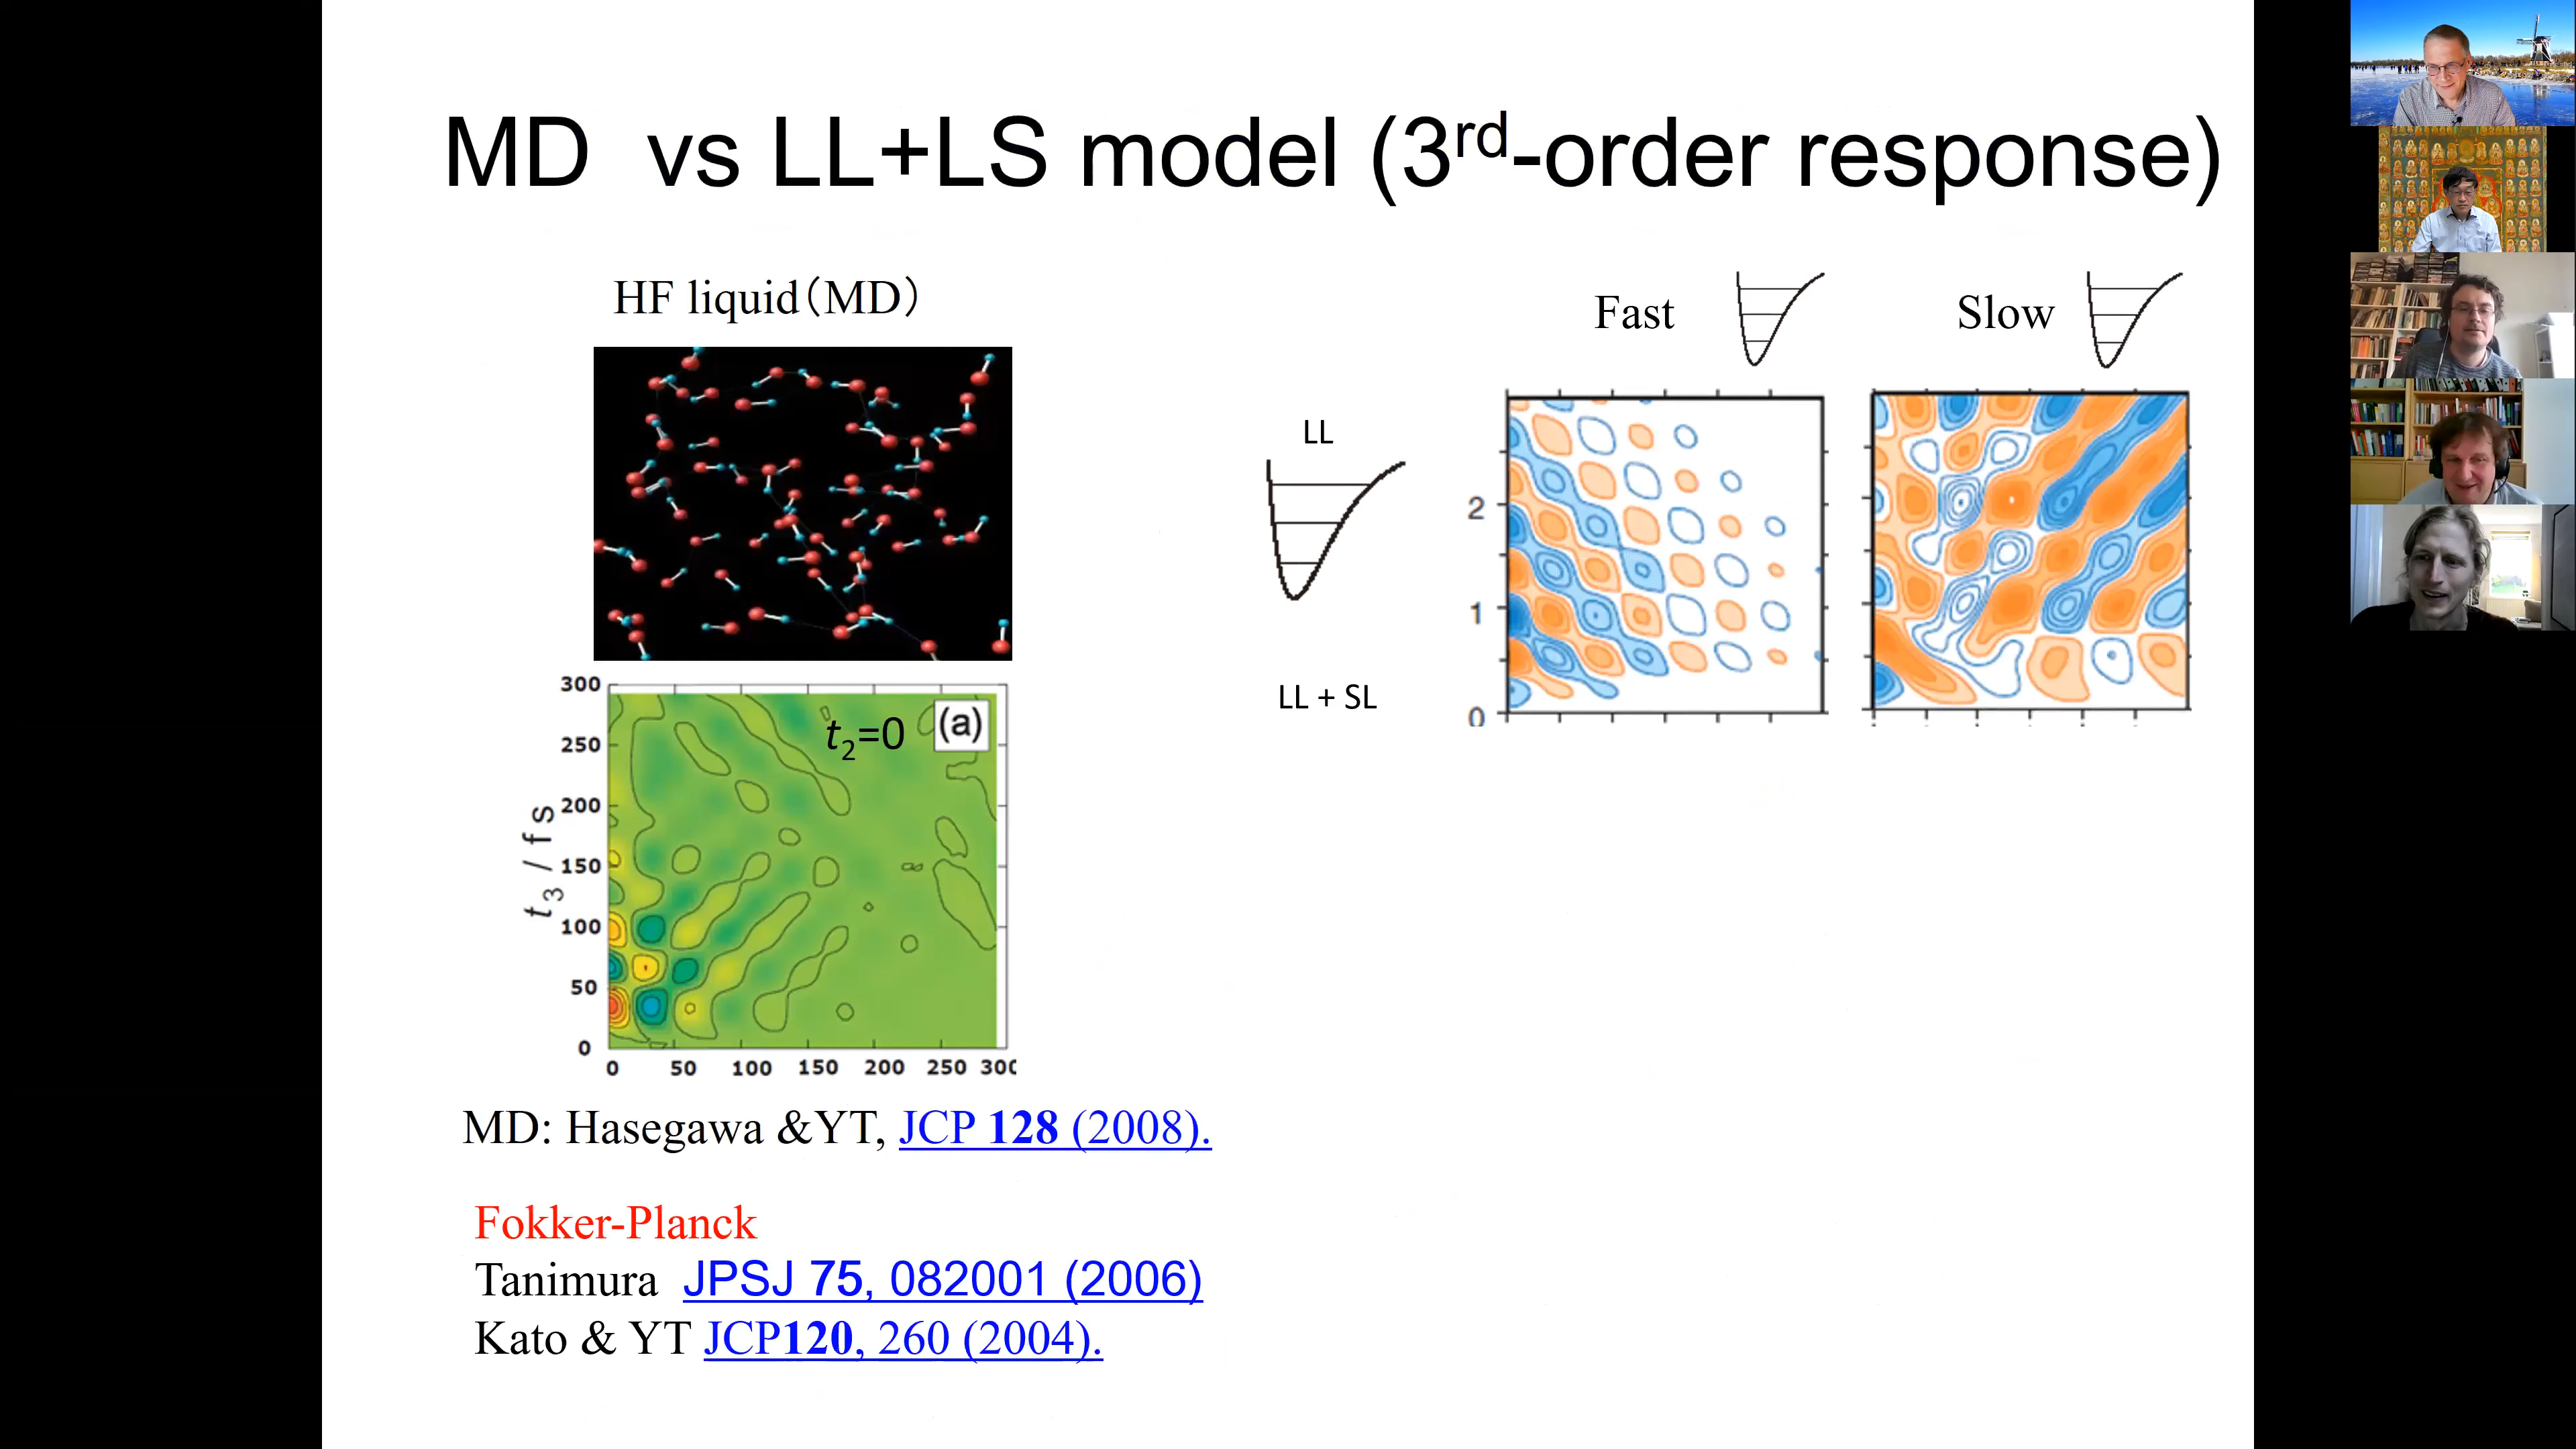 MD vs LL+LS model (3rd-order response)
HF liquid（MD）
Fast
Slow
LL
LL + SL
2
1
0
t2=0
(a)
t3 / fs
300
250
200
150
100
50
0
0 50 100 150 200 250 300
MD: Hasegawa &YT, JCP 128 (2008).
Fokker-Planck
Tanimura JPSJ 75, 082001 (2006)
Kato & YT JCP120, 260 (2004).